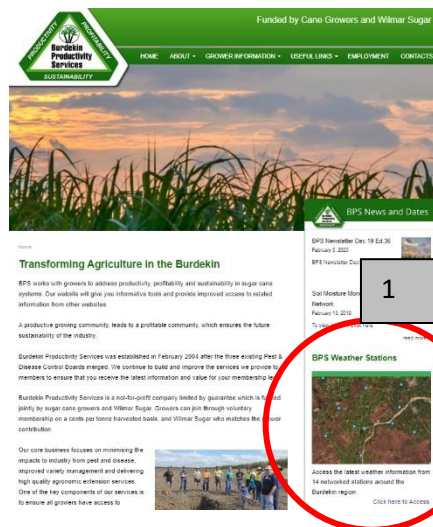 Funded by Cane Growers and Wilmar Sugar
PRODUCTIVITY
PROFITABILITY
Burdekin
Productivity
Services
SUSTAINABILITY
HOME ABOUT GROWER INFORMATION USEFUL LINKS EMPLOYMENT CONTACTS
BPS News and Dates
BPS Newsletter Dec 19 Ed.36
February 5, 2020
BPS Newsletter Dec
Soil Moisture
Network
February 13, 2019
To view
read more
1
home
Transforming Agriculture in the Burdekin
BPS works with growers to address productivity, profitability and sustainability in sugar cane
systems. Our website will give you informative tools and provide improved access to related
information from other websites.
A productive growing community, leads to a profitable community, which ensures the future
sustainability of the industry.
Burdekin Productivity Services was established in February 2004 after the three existing Pest &
Disease Control Boards merged. We continue to build and improve the services we provide to
members to ensure that you receive the latest information and value for your membership
Burdekin Productivity Services is a not-for-profit company limited by guarantee which is
jointly by sugar cane growers and Wilmar Sugar. Growers can join through voluntary
membership on a cents per tonne harvested basis, and Wilmar Sugar who matches the grower
contribution.
Our core business focuses on minimising the
impacts to industry from pest and disease,
improved variety management and delivering
high quality agronomic extension services.
One of the key components of our services is
to ensure all growers have access to
BPS Weather Stations
Access the latest weather information from
14 networked stations around the
Burdekin region.
Click here to Access